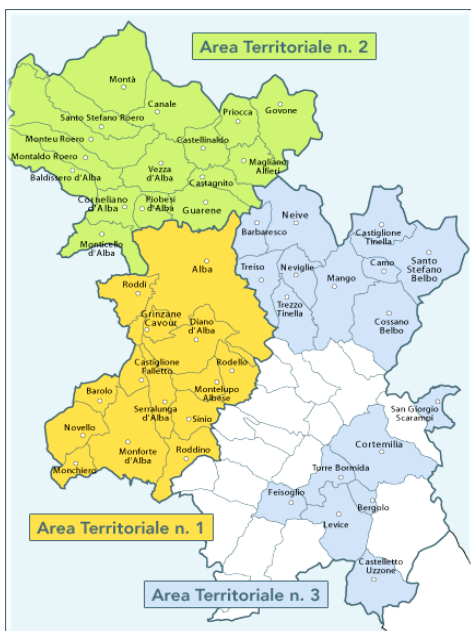 Area Territoriale n. 2
Montà
Canale
Govone
Priocca
Santo Stefano Roero
Monteu Roero
Castellinaldo
Montaldo Roero
Magliano
Alfieri
Vezza
d'Alba
Baldissero d'Alba
Castagnito
Corneliano
d'Alba
Piobesi
d'Alba
Guarene
Monticello
d'Alba
Neive
Barbaresco
Castiglione
Tinella
Santo
Stefano
Belbo
Treiso
Neviglie
Camo
Mango
Trezzo
Tinella
Cossano
Belbo
Alba
Roddi
Grinzane
Cavour
Diano
d'Alba
Castiglione
Falletto
Rodello
Montelupo
Albese
Barolo
Serralunga
d'Alba
Sinio
Novello
Monforte
d'Alba
Roddino
Monchiero
San Giorgio
Scarampi
Cortemilia
Torre Bormida
Feisoglio
Bergolo
Levice
Area Territoriale n. 1
Castelletto
Uzzone
Area Territoriale n. 3